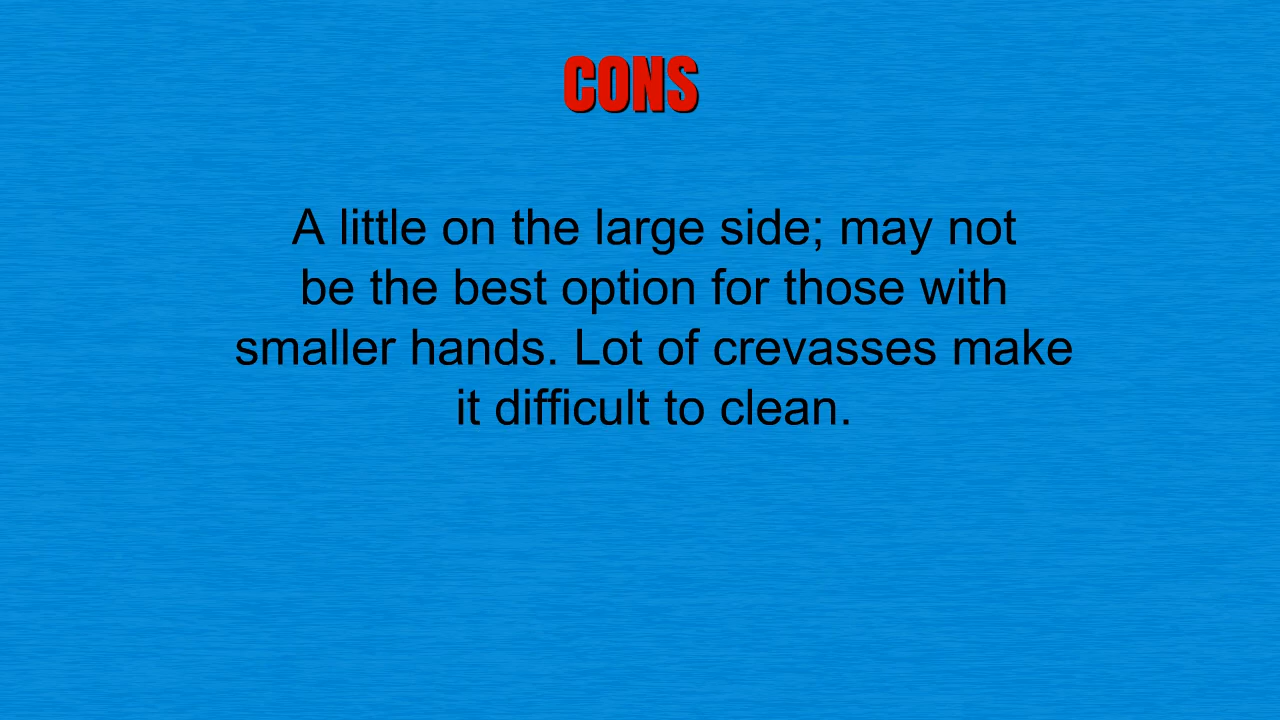 CONS
A little on the large side; may not
be the best option for those with
smaller hands. Lot of crevasses make
it difficult to clean.